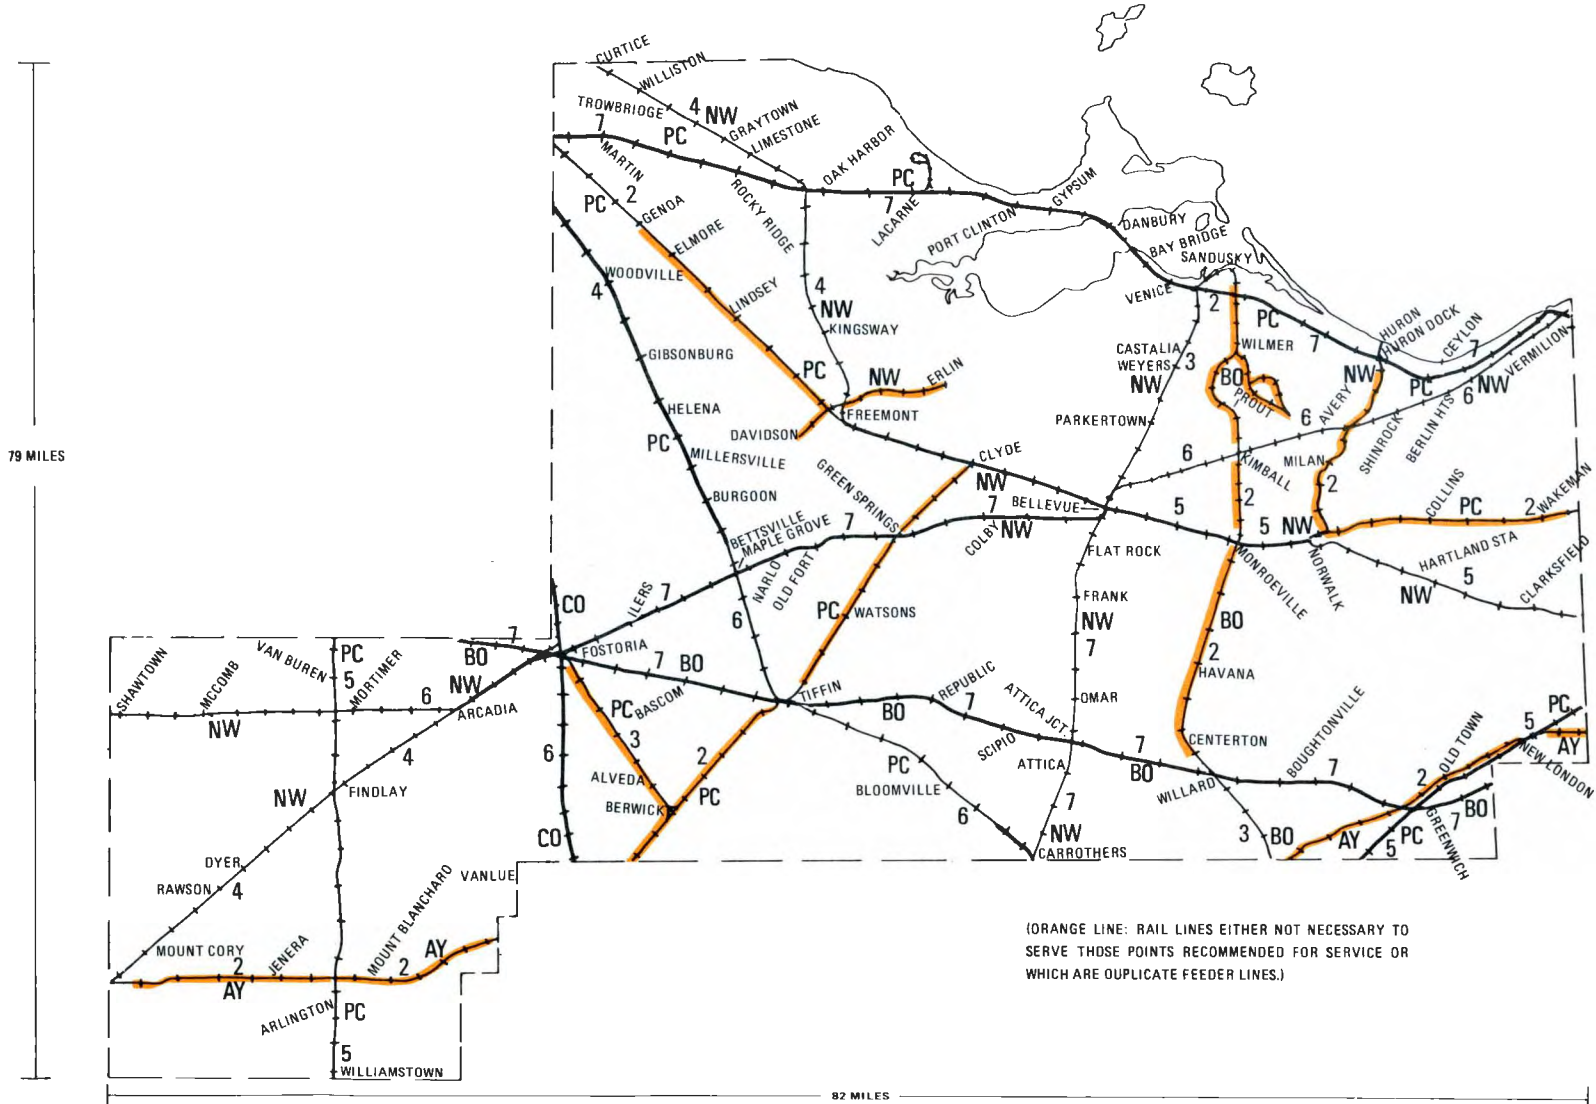 CURTICE
WILLISTON
TROWBRIDGE
4 NW
GRAYTOWN
LIMESTONE
7
PC
MARTIN
OAK HARBOR
ROCKY RIDGE
PC
7
LACARNE
PORT CLINTON
GYPSUM
DANBURY
BAY BRIDGE
SANDUSKY
VENICE
2
PC
2
GENOA
ELMORE
WOODVILLE
4
LINDSEY
4
NW
KINGSWAY
PC
7
HURON
HURON DOCK
CEYLON
7
VERMILION
NW
6
PC
NW
GIBSONBURG
PC
NW
ERLIN
CASTALIA
WEYERS
NW
3
WILMER
BO
PROUT
AVERY
SHINROCK
BERLIN HTS
HELENA
DAVIDSON
FREEMONT
PARKERTOWN
6
6
KIMBALL
MILAN
79 MILES
PC
MILLERSVILLE
GREEN SPRINGS
CLYDE
NW
BELLEVUE
BURGOON
BETTSVILLE
MAPLE GROVE
7
7
COLBY
NW
5
2
5
NW
2
COLLINS
PC
2
WAKEMAN
NARLO
OLD FORT
FLAT ROCK
MONROEVILLE
NORWALK
HARTLAND STA
5
NW
CLARKSFIELD
CO
ILERS
7
6
PC
WATSONS
FRANK
NW
7
BO
2
HAVANA
7
BO
FOSTORIA
7
BO
BASCOM
TIFFIN
BO
REPUBLIC
7
SCIPIO
ATTICA JCT.
OMAR
ATTICA
SHAWTOWN
MCCOMB
VAN BUREN
PC
5
MORTIMER
6
NW
NW
ARCADIA
4
PC
3
2
PC
6
ALVEDA
BERWICK
CO
CENTERTON
7
BO
WILLARD
BOUGHTONVILLE
7
OLD TOWN
2
5
PC
AY
NEW LONDON
NW
FINDLAY
PC
BLOOMVILLE
6
7
NW
CARROTHERS
3
BO
AY
5
PC
7
BO
GREENWICH
DYER
RAWSON
4
MOUNT BLANCHARD
VANLUE
MOUNT CORY
2
AY
JENERA
2
AY
ARLINGTON
PC
5
WILLIAMSTOWN
(ORANGE LINE: RAIL LINES EITHER NOT NECESSARY TO
SERVE THOSE POINTS RECOMMENDED FOR SERVICE OR
WHICH ARE OUPLICATE FEEDER LINES.)
82 MILES